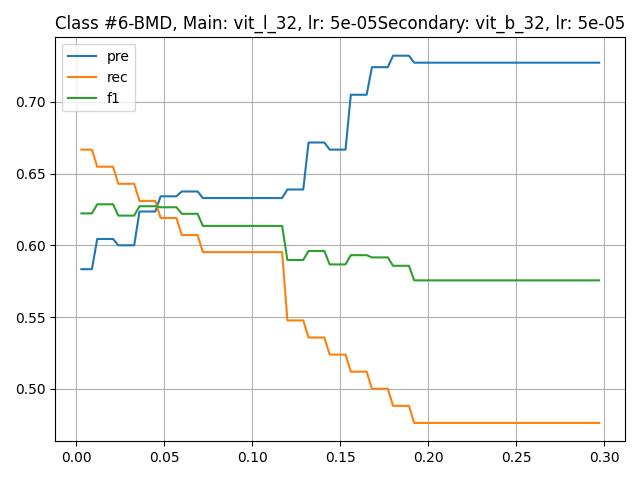 Class #6-BMD, Main: vit_l_32, lr: 5e-05Secondary: vit_b_32, lr: 5e-05
pre
rec
f1
0.70
0.65
0.60
0.55
0.50
0.00 0.05 0.10 0.15 0.20 0.25 0.30